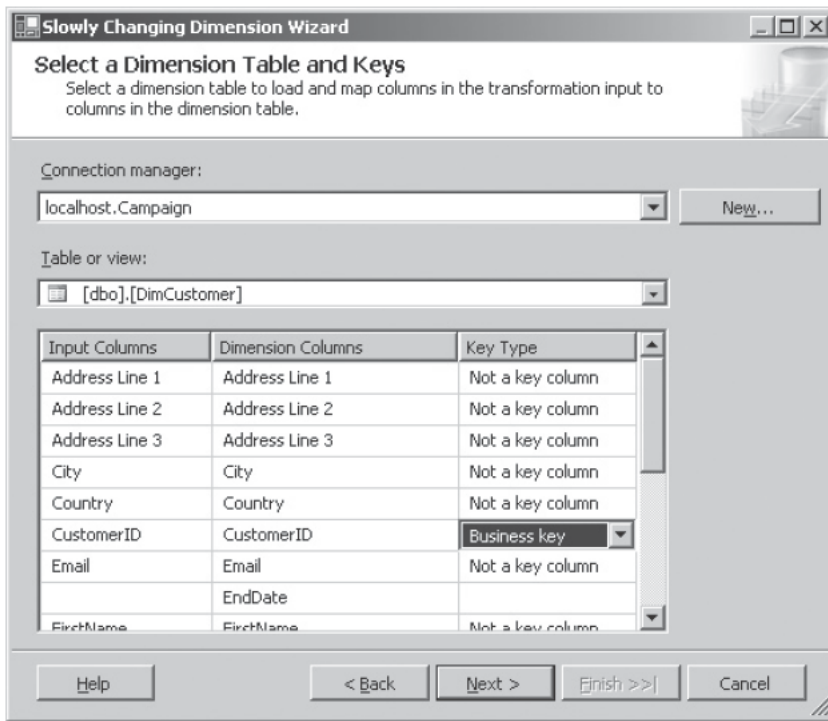 Slowly Changing Dimension Wizard
Select a Dimension Table and Keys
Select a dimension table to load and map columns in the transformation input to
columns in the dimension table.
Connection manager:
localhost.Campaign
New...
Table or view:
[dbo].[DimCustomer]
Input Columns Dimension Columns Key Type
Address Line 1 Address Line 1 Not a key column
Address Line 2 Address Line 2 Not a key column
Address Line 3 Address Line 3 Not a key column
City City Not a key column
Country Country Not a key column
CustomerID CustomerID Business key
Email Email Not a key column
EndDate
FirstName FirstName Not a key column
Help < Back Next > Finish >>| Cancel